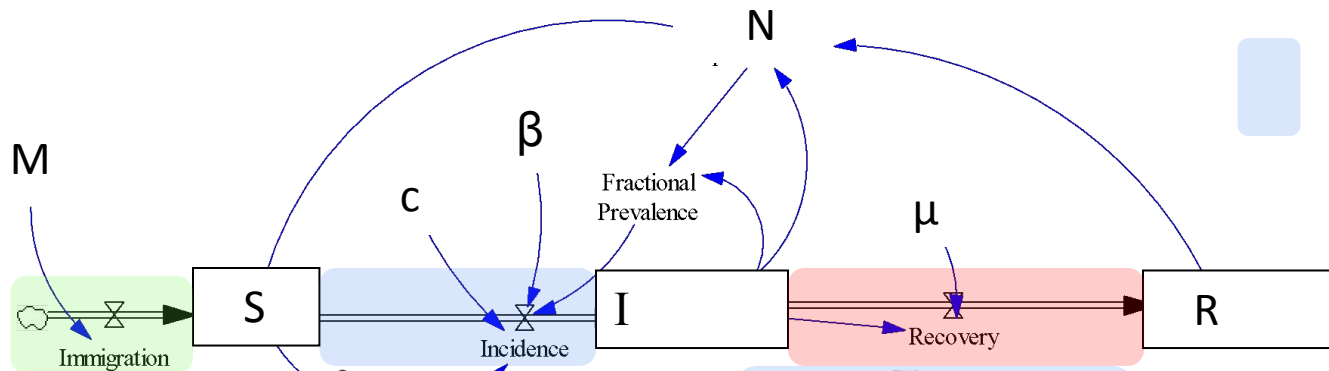 N
β
M
Fractional
Prevalence
c
μ
S
I
R
Incidence
Recovery
Immigration